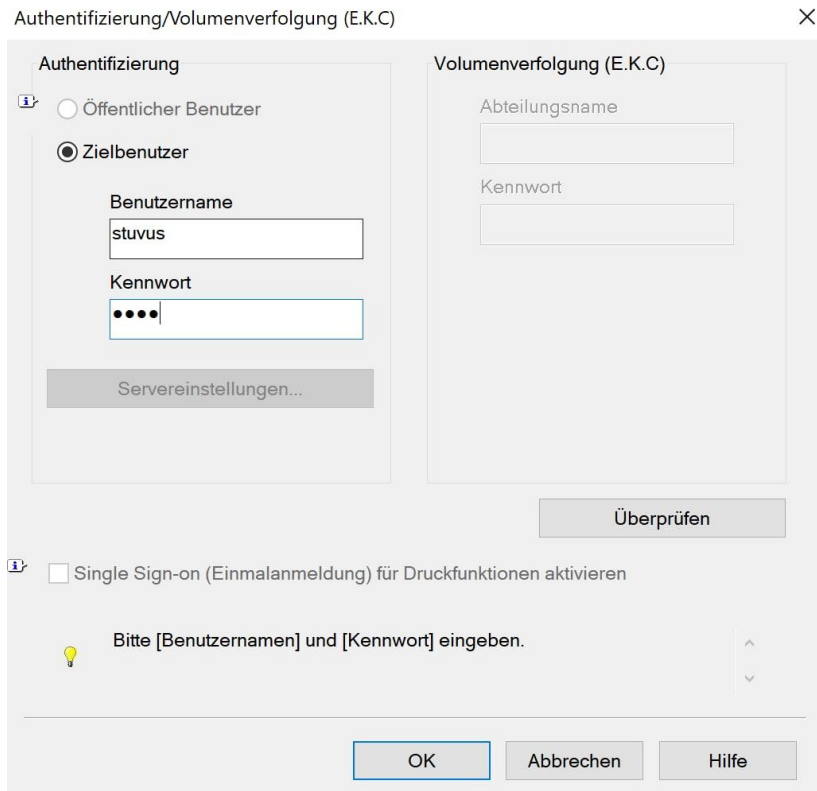 Authentifizierung/Volumenverfolgung (E.K.C)
Authentifizierung
Öffentlicher Benutzer
Zielbenutzer
Benutzername
stuvus
Kennwort
••••
Servereinstellungen...
Volumenverfolgung (E.K.C)
Abteilungsname
Kennwort
Überprüfen
Single Sign-on (Einmalanmeldung) für Druckfunktionen aktivieren
Bitte [Benutzernamen] und [Kennwort] eingeben.
OK
Abbrechen
Hilfe